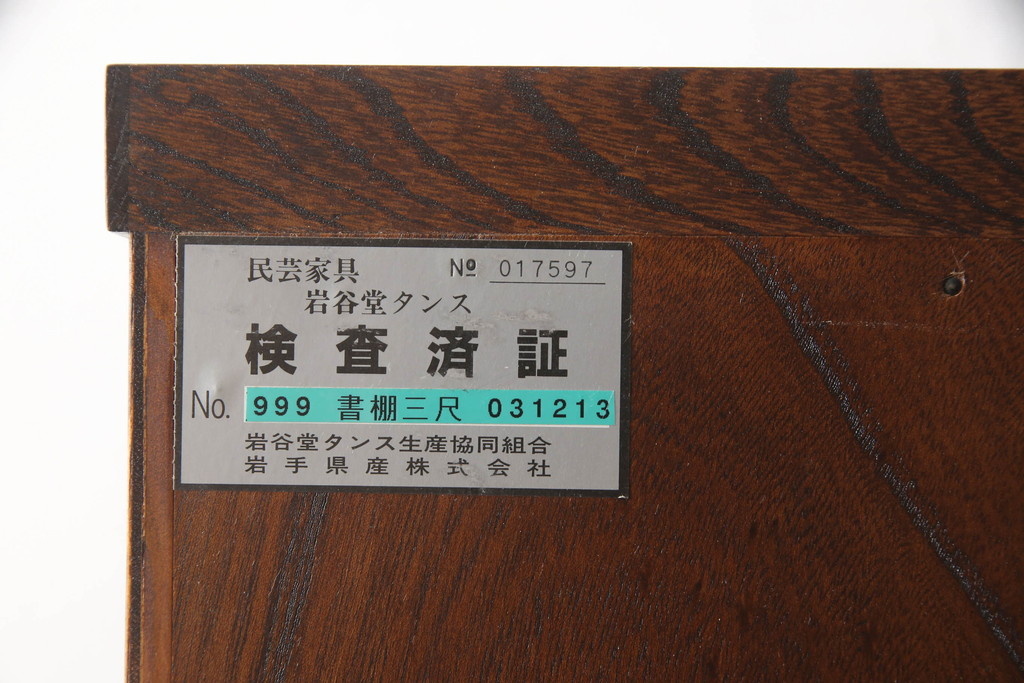 民芸家具 № 017597
岩谷堂タンス
検査済証
No. 999 書棚三尺 031213
岩谷堂タンス生産協同組合
岩手県産株式会社